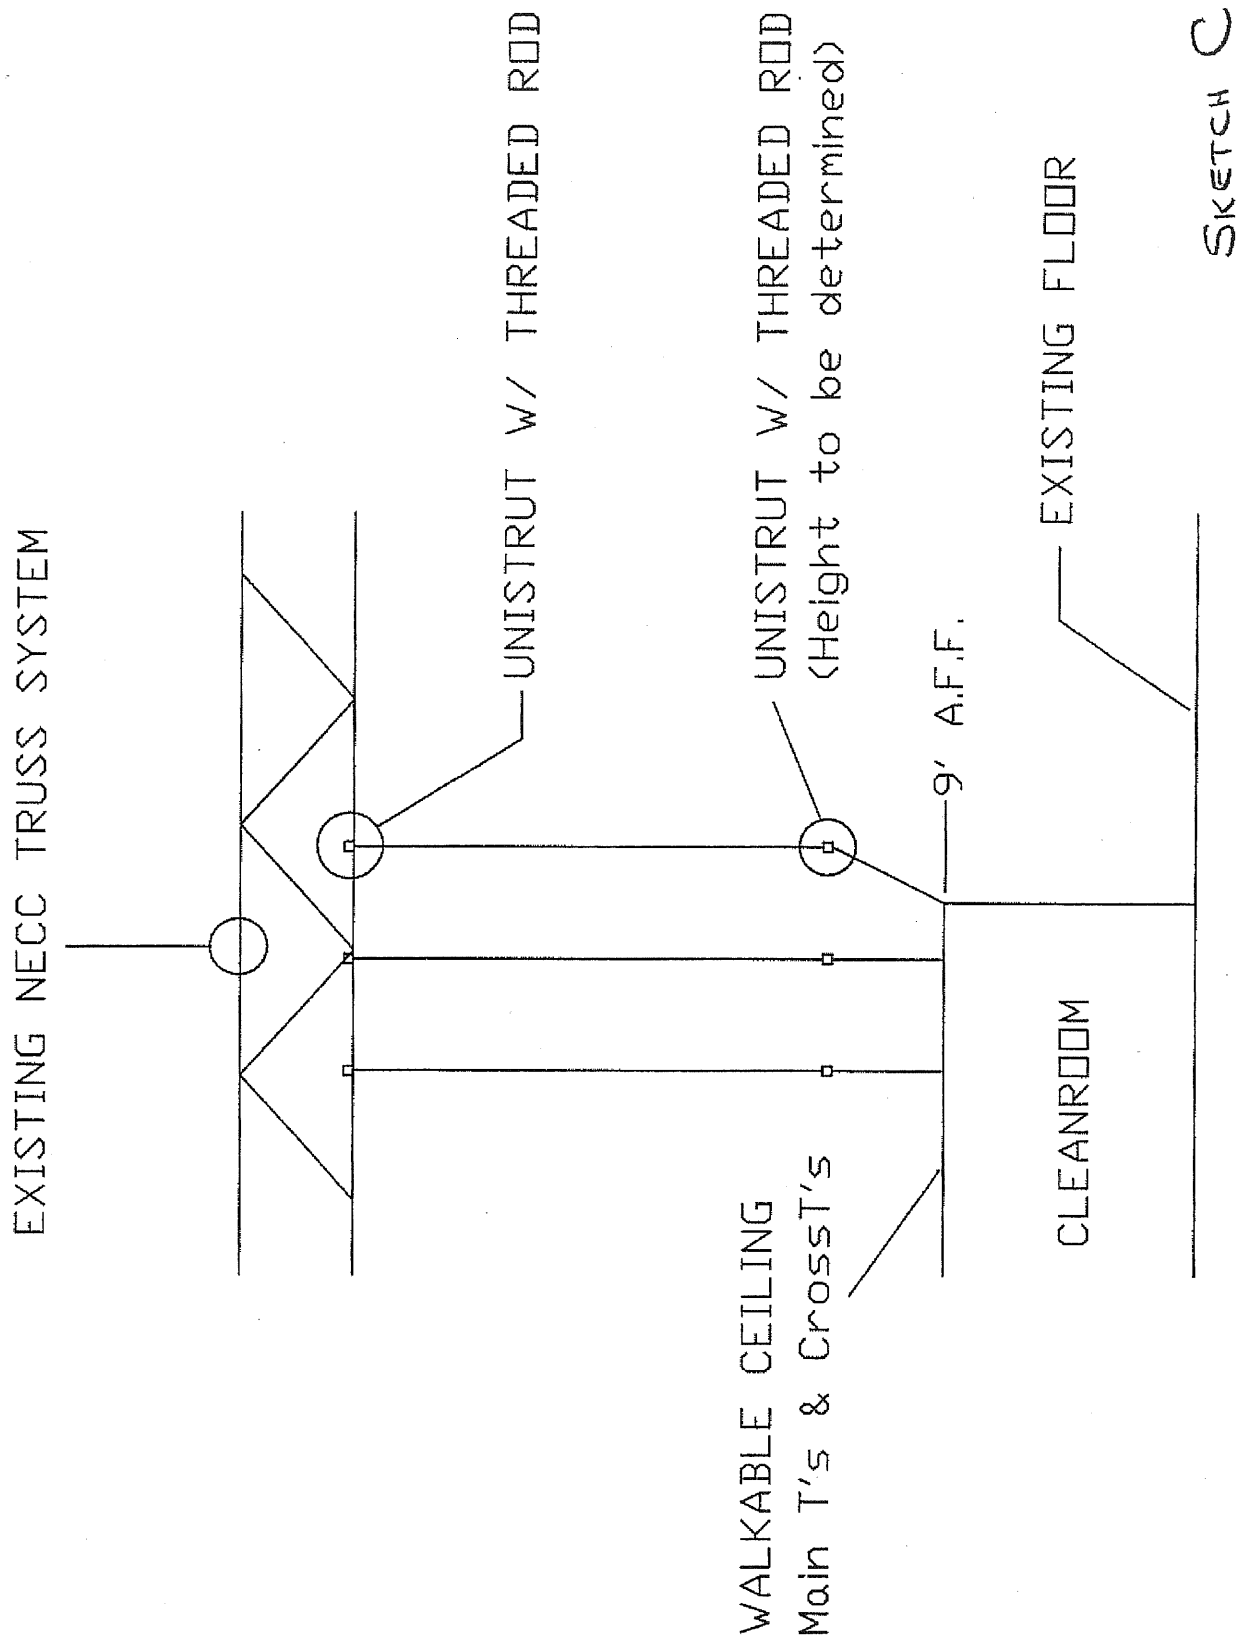 EXISTING NECC TRUSS SYSTEM
UNISTRUT W/ THREADED ROD
UNISTRUT W/ THREADED ROD
(Height to be determined)
WALKABLE CEILING
Main T's & CrossT's
9' A.F.F.
CLEANROOM
EXISTING FLOOR
SKETCH C